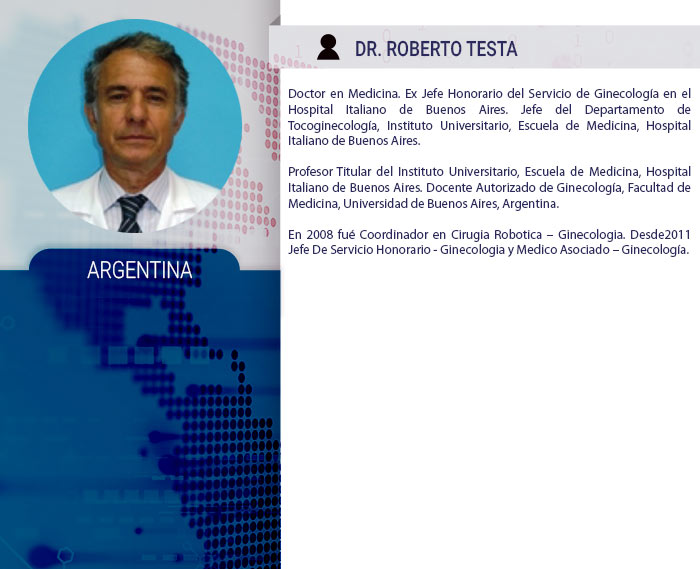 DR. ROBERTO TESTA
Doctor en Medicina. Ex Jefe Honorario del Servicio de Ginecología en el
Hospital Italiano de Buenos Aires. Jefe del Departamento de
Tocoginecología, Instituto Universitario, Escuela de Medicina, Hospital
Italiano de Buenos Aires.
Profesor Titular del Instituto Universitario, Escuela de Medicina, Hospital
Italiano de Buenos Aires. Docente Autorizado de Ginecología, Facultad de
Medicina, Universidad de Buenos Aires, Argentina.
En 2008 fué Coordinador en Cirugia Robotica – Ginecologia. Desde2011
Jefe De Servicio Honorario - Ginecologia y Medico Asociado – Ginecología.
ARGENTINA